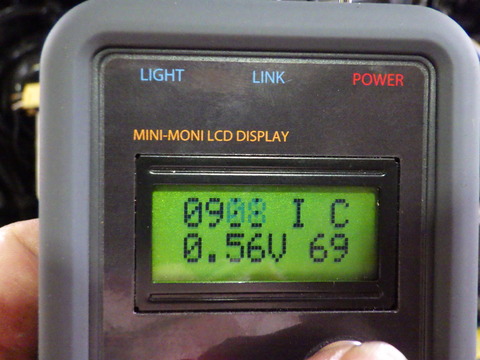 LIGHT LINK POWER
MINI-MONI LCD DISPLAY
0908 I C
0.56V 69